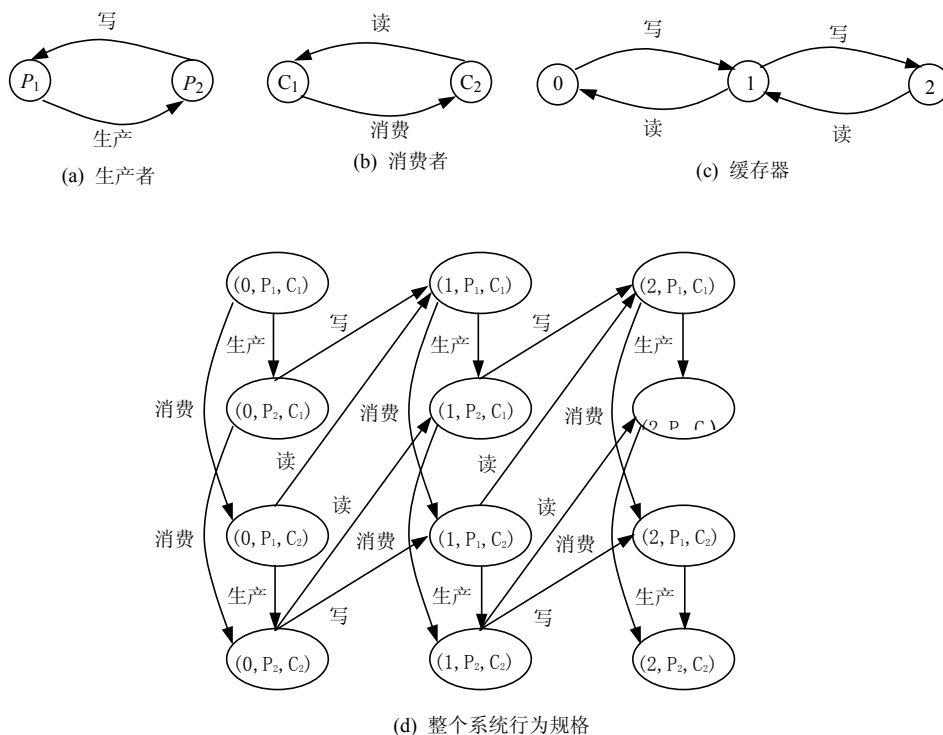 写
读
写
写
P₁
P₂
C₁
C₂
0
1
2
生产
消费
读
读
(a) 生产者
(b) 消费者
(c) 缓存器
(0, P₁, C₁)
(1, P₁, C₁)
(2, P₁, C₁)
写
写
生产
生产
生产
消费
(0, P₂, C₁)
(1, P₂, C₁)
消费
消费
读
读
读
读
(0, P₁, C₂)
(1, P₁, C₂)
(2, P₁, C₂)
消费
消费
消费
生产
生产
生产
写
写
(0, P₂, C₂)
(1, P₂, C₂)
(2, P₂, C₂)
(d) 整个系统行为规格